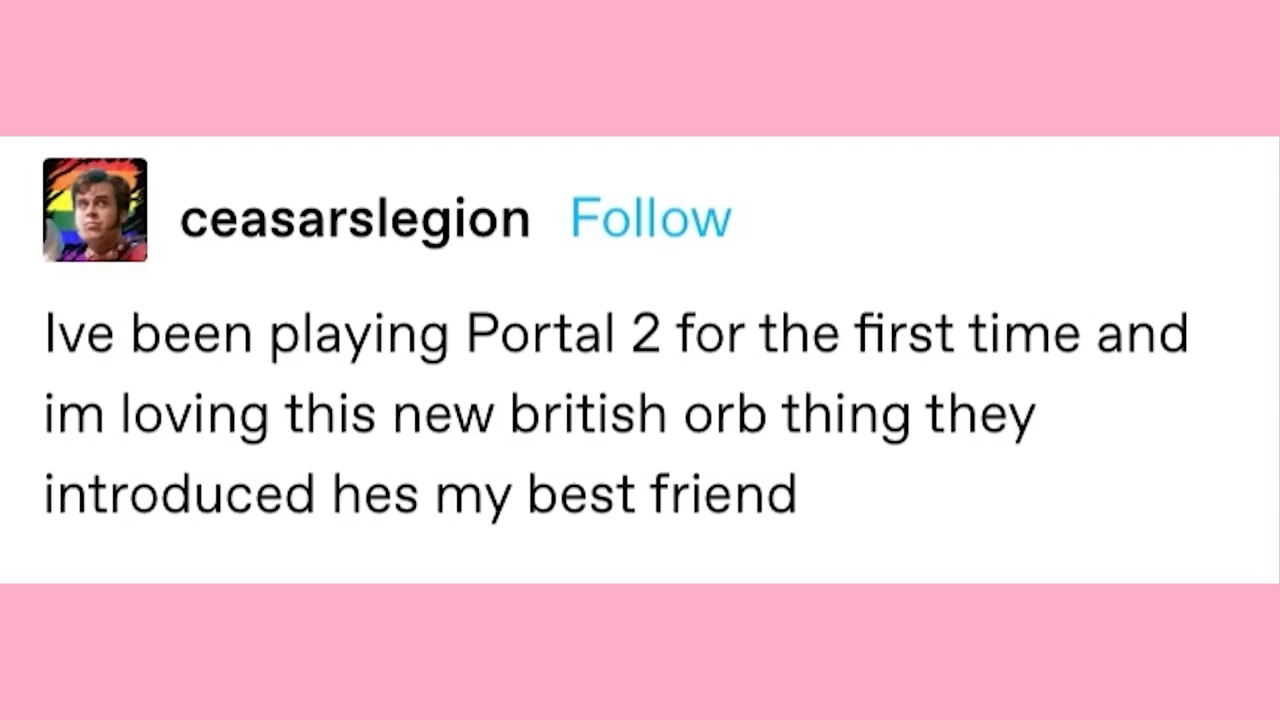 ceasarslegion Follow
Ive been playing Portal 2 for the first time and
im loving this new british orb thing they
introduced hes my best friend